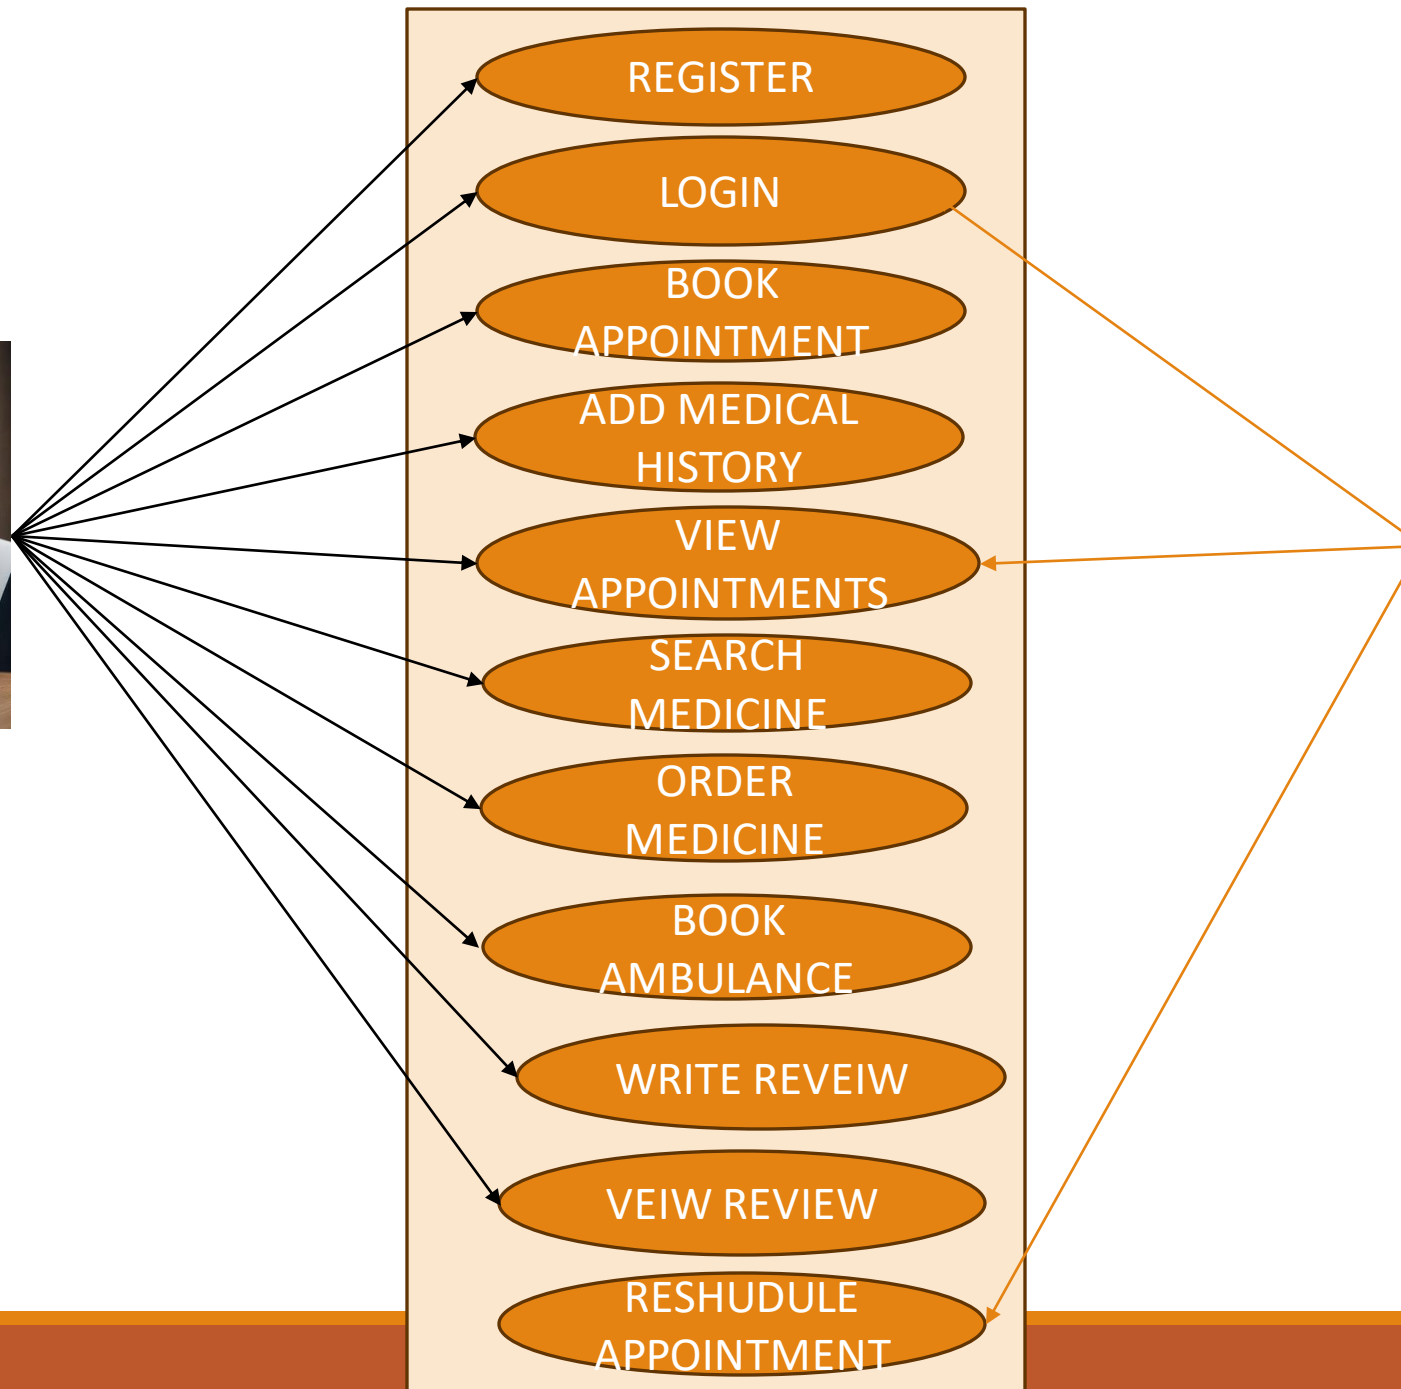 REGISTER
LOGIN
BOOK
APPOINTMENT
ADD MEDICAL
HISTORY
VIEW
APPOINTMENTS
SEARCH
MEDICINE
ORDER
MEDICINE
BOOK
AMBULANCE
WRITE REVEIW
VEIW REVIEW
RESHUDULE
APPOINTMENT